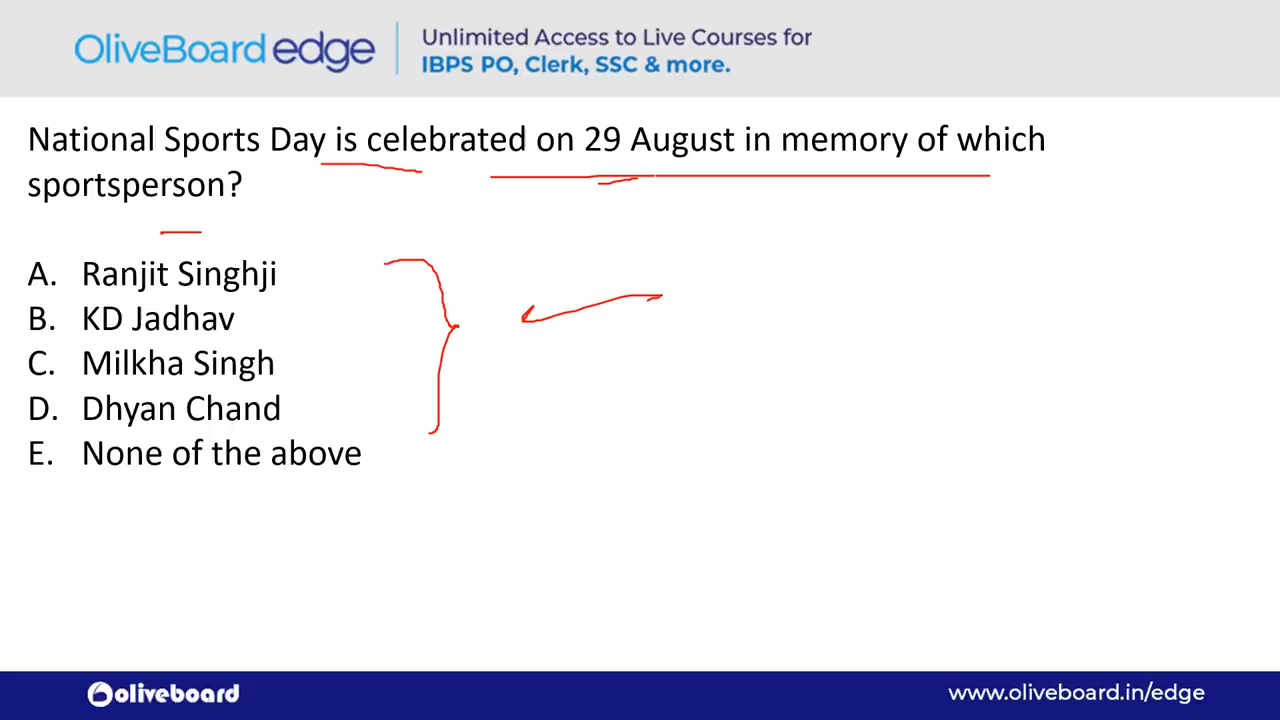 OliveBoard edge
Unlimited Access to Live Courses for
IBPS PO, Clerk, SSC & more.
National Sports Day is celebrated on 29 August in memory of which
sportsperson?
A. Ranjit Singhji
B. KD Jadhav
C. Milkha Singh
D. Dhyan Chand
E. None of the above
oliveboard
www.oliveboard.in/edge